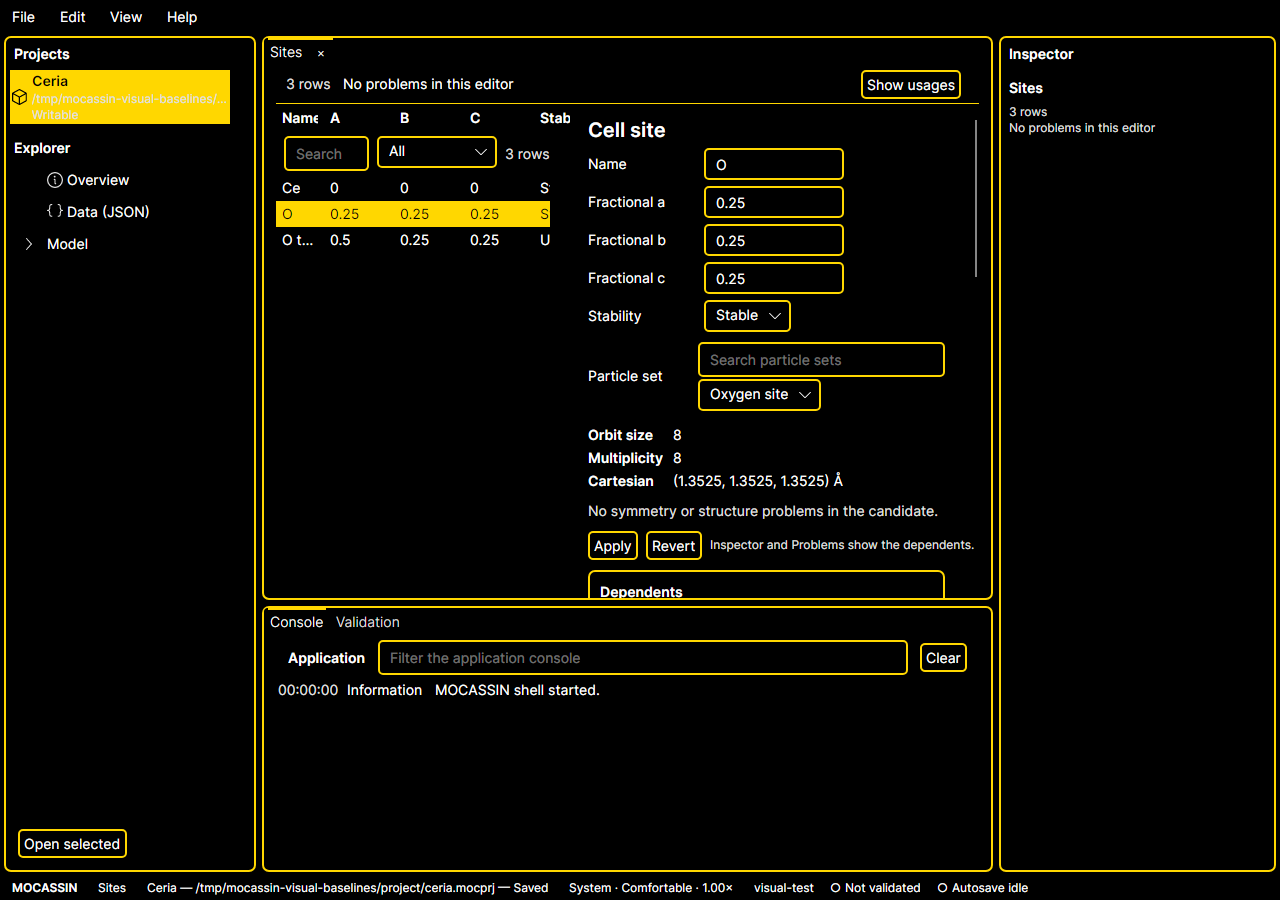 File Edit View Help
Projects
Ceria
/tmp/mocassin-visual-baselines/...
Writable
Explorer
Overview
Data (JSON)
Model
Open selected
Sites ×
3 rows No problems in this editor Show usages
Name A B C Stab
Search All 3 rows
Ce 0 0 0 S
O 0.25 0.25 0.25 S
O t... 0.5 0.25 0.25 U
Cell site
Name O
Fractional a 0.25
Fractional b 0.25
Fractional c 0.25
Stability Stable
Particle set Search particle sets
Oxygen site
Orbit size 8
Multiplicity 8
Cartesian (1.3525, 1.3525, 1.3525) Å
No symmetry or structure problems in the candidate.
Apply Revert Inspector and Problems show the dependents.
Dependents
Console Validation
Application Filter the application console Clear
00:00:00 Information MOCASSIN shell started.
Inspector
Sites
3 rows
No problems in this editor
MOCASSIN Sites Ceria — /tmp/mocassin-visual-baselines/project/ceria.mocprj — Saved System · Comfortable · 1.00× visual-test Not validated Autosave idle